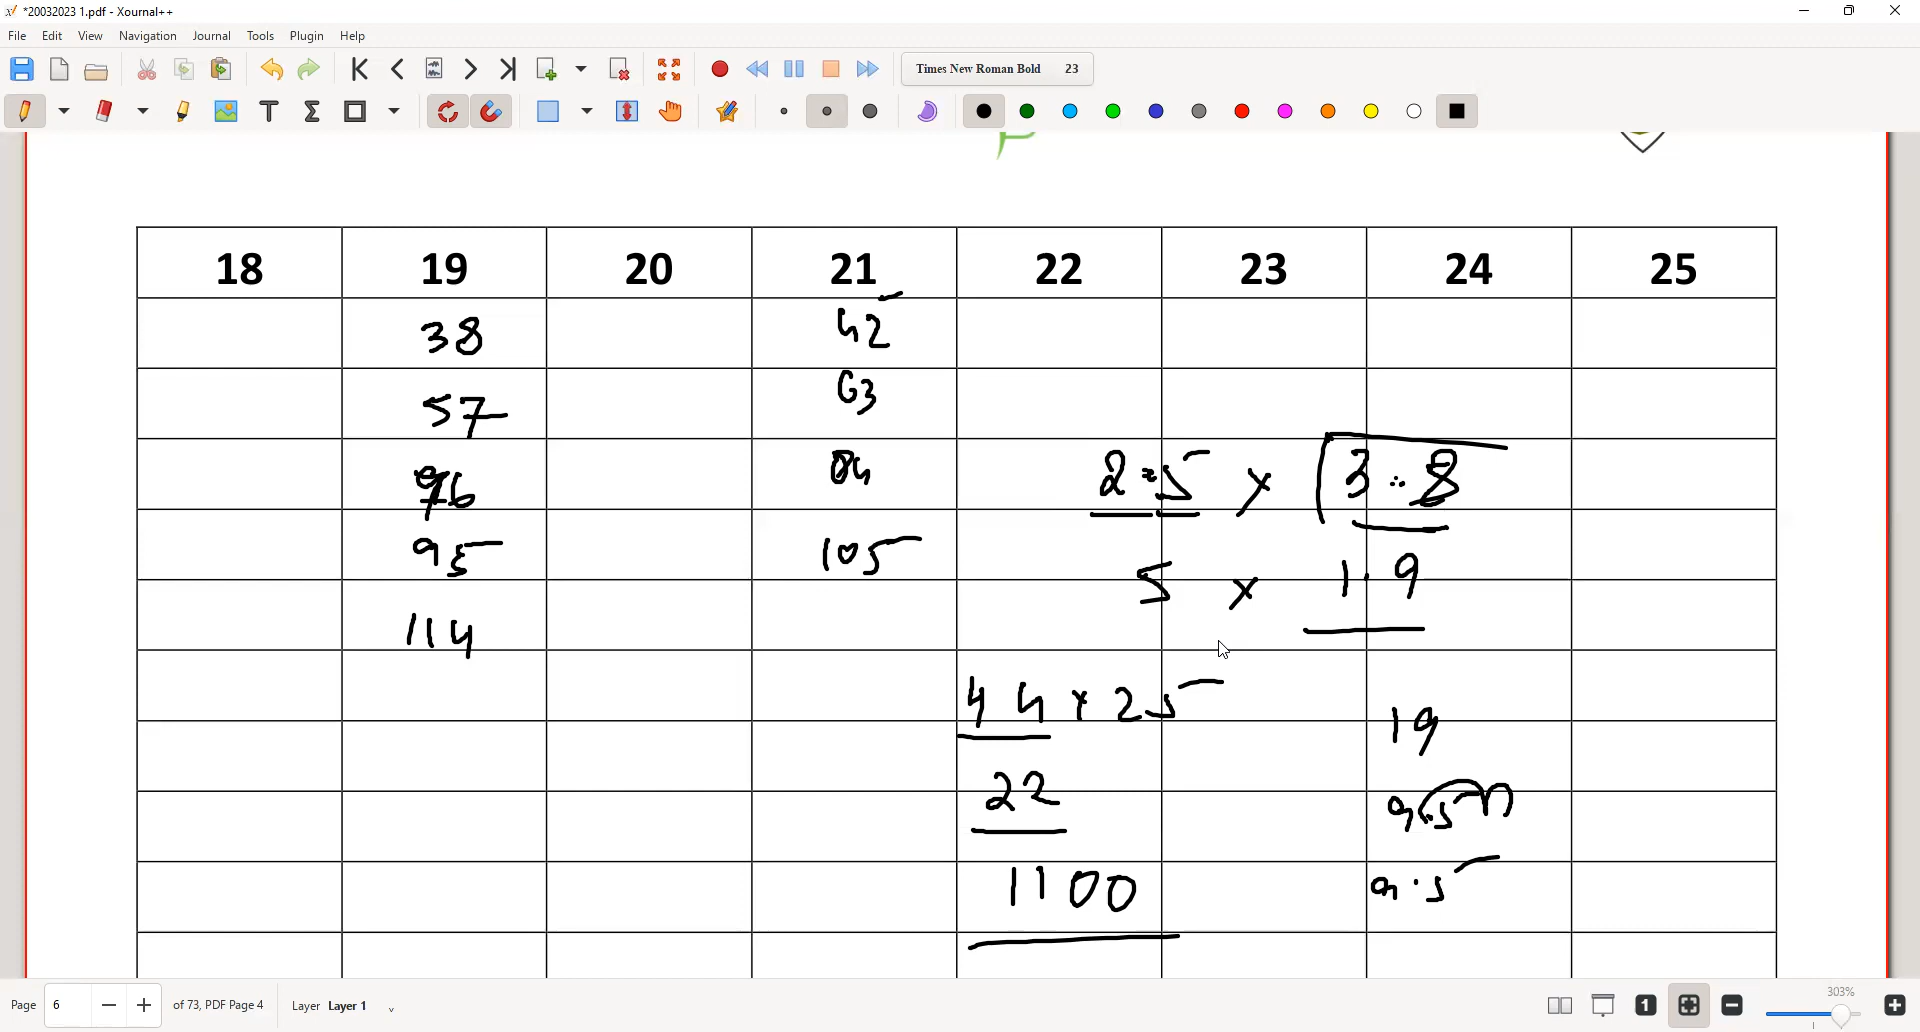 *20032023 1.pdf - Xournal++
File Edit View Navigation Journal Tools Plugin Help
Times New Roman Bold 23
18 19 20 21 22 23 24 25
38 42
57 63
76 84 2.5 x 3.8
95 105 5 x 1.9
114
44 x 25
19
22 9.5
1100 9.5
Page 6 of 73, PDF Page 4 Layer Layer 1 303%